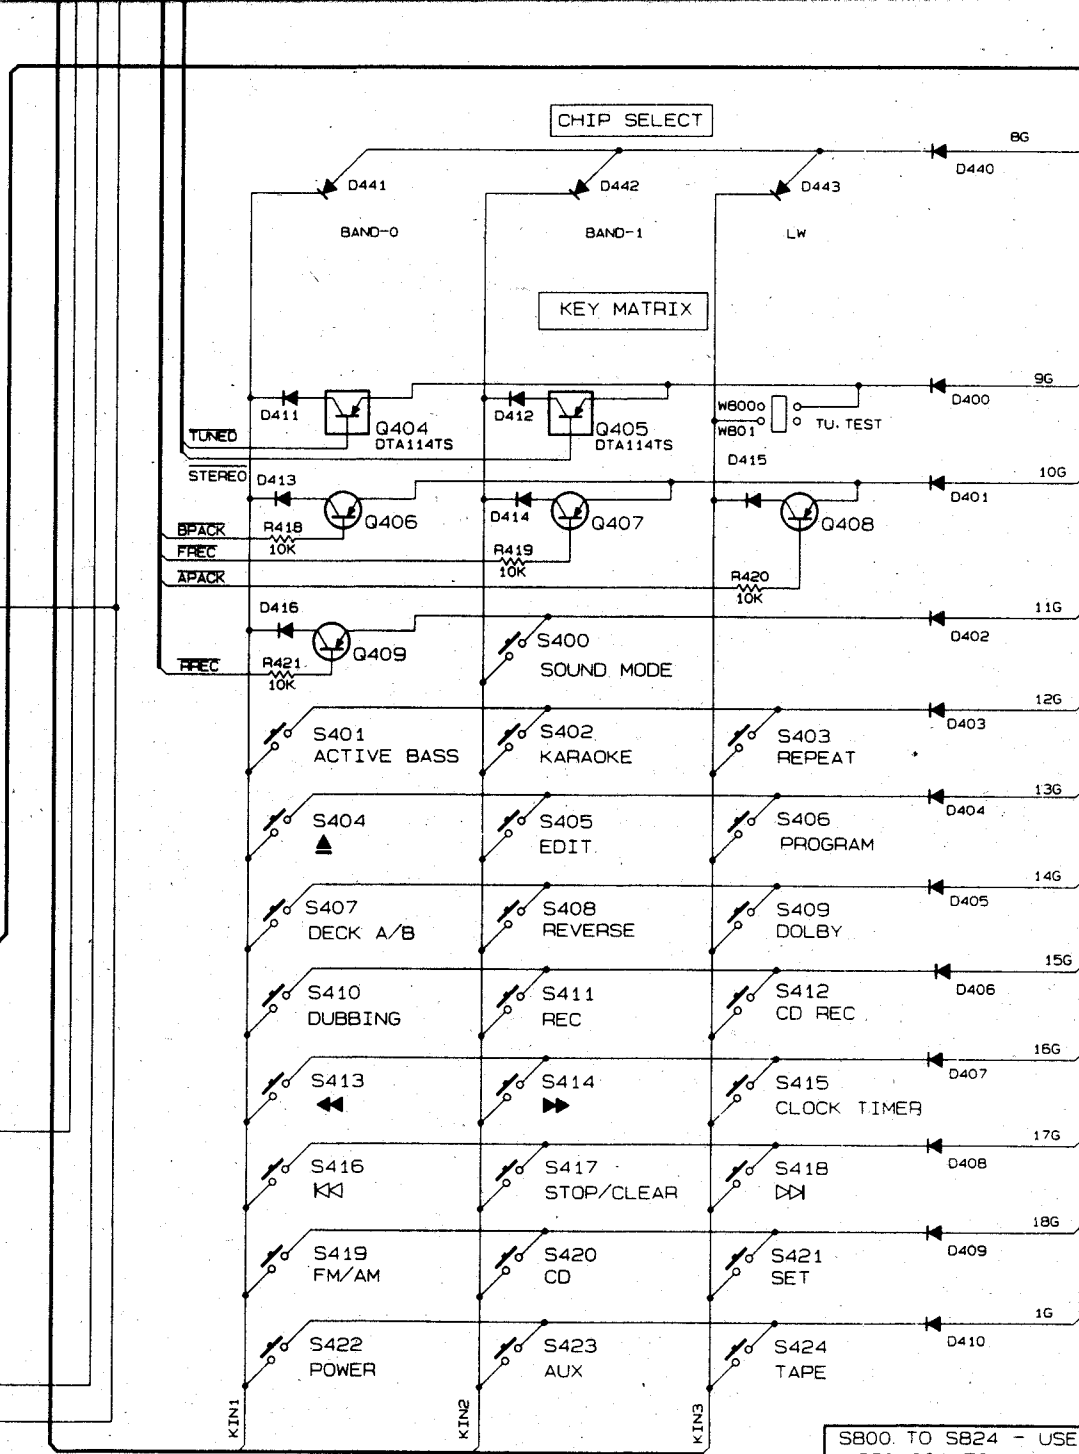 CHIP SELECT
8G
D440
D441
D442
D443
BAND-0
BAND-1
LW
KEY MATRIX
9G
D400
D411
Q404
DTA114TS
D412
Q405
DTA114TS
W800
W801
TU. TEST
TUNED
STEREO
D413
Q406
D414
Q407
D415
Q408
10G
D401
BPACK
R418
10K
FREC
R419
10K
APACK
R420
10K
D416
Q409
11G
D402
S400
SOUND MODE
R421
10K
12G
D403
S401
ACTIVE BASS
S402
KARAOKE
S403
REPEAT
13G
D404
S404
S405
EDIT
S406
PROGRAM
14G
D405
S407
DECK A/B
S408
REVERSE
S409
DOLBY
15G
D406
S410
DUBBING
S411
REC
S412
CD REC
16G
D407
S413
S414
S415
CLOCK TIMER
17G
D408
S416
S417
STOP/CLEAR
S418
18G
D409
S419
FM/AM
S420
CD
S421
SET
1G
D410
S422
POWER
S423
AUX
S424
TAPE
KIN1
KIN2
KIN3
S800. TO S824 - USE